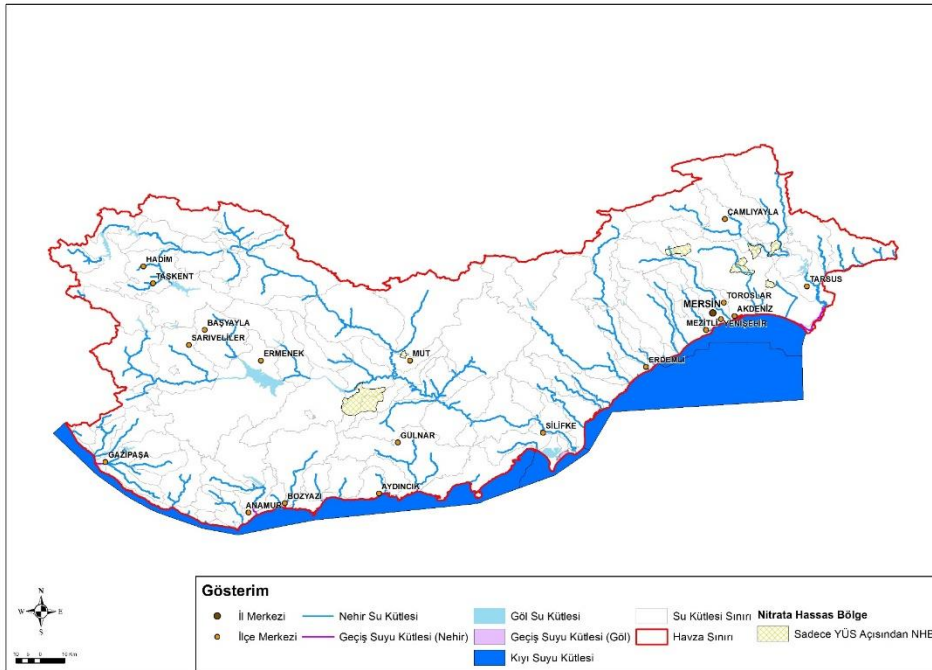 ÇAMLIYAYLA
HADİM
TAŞKENT
TARSUS
TOROSLAR
MERSİN
AKDENİZ
MEZİTLİ
YENİŞEHİR
BAŞYAYLA
SARIVELİLER
ERMENEK
MUT
ERDEMLİ
SİLİFKE
GÜLNAR
GAZİPAŞA
AYDINCIK
BOZYAZI
ANAMUR
N
W E
S
Gösterim
İl Merkezi
Nehir Su Kütlesi
Göl Su Kütlesi
Su Kütlesi Sınırı
Nitrata Hassas Bölge
İlçe Merkezi
Geçiş Suyu Kütlesi (Nehir)
Geçiş Suyu Kütlesi (Göl)
Havza Sınırı
Sadece YÜS Açısından NHB
Kıyı Suyu Kütlesi